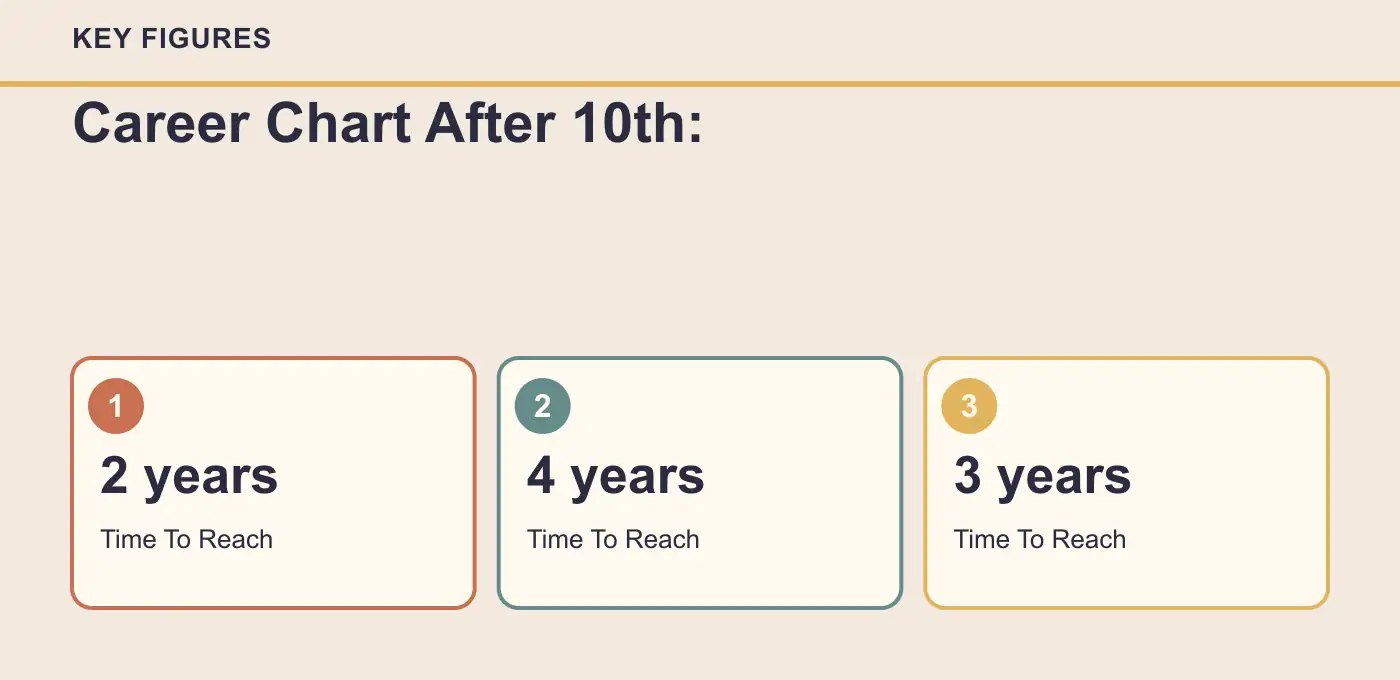 KEY FIGURES
Career Chart After 10th:
1
2 years
Time To Reach
2
4 years
Time To Reach
3
3 years
Time To Reach